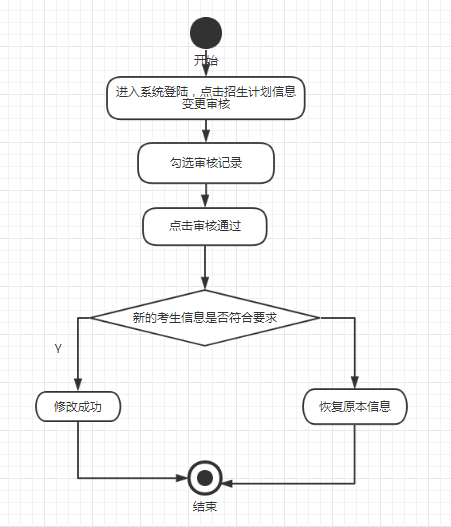 开始
进入系统登陆，点击招生计划信息
变更审核
勾选审核记录
点击审核通过
新的考生信息是否符合要求
Y
修改成功
恢复原本信息
结束